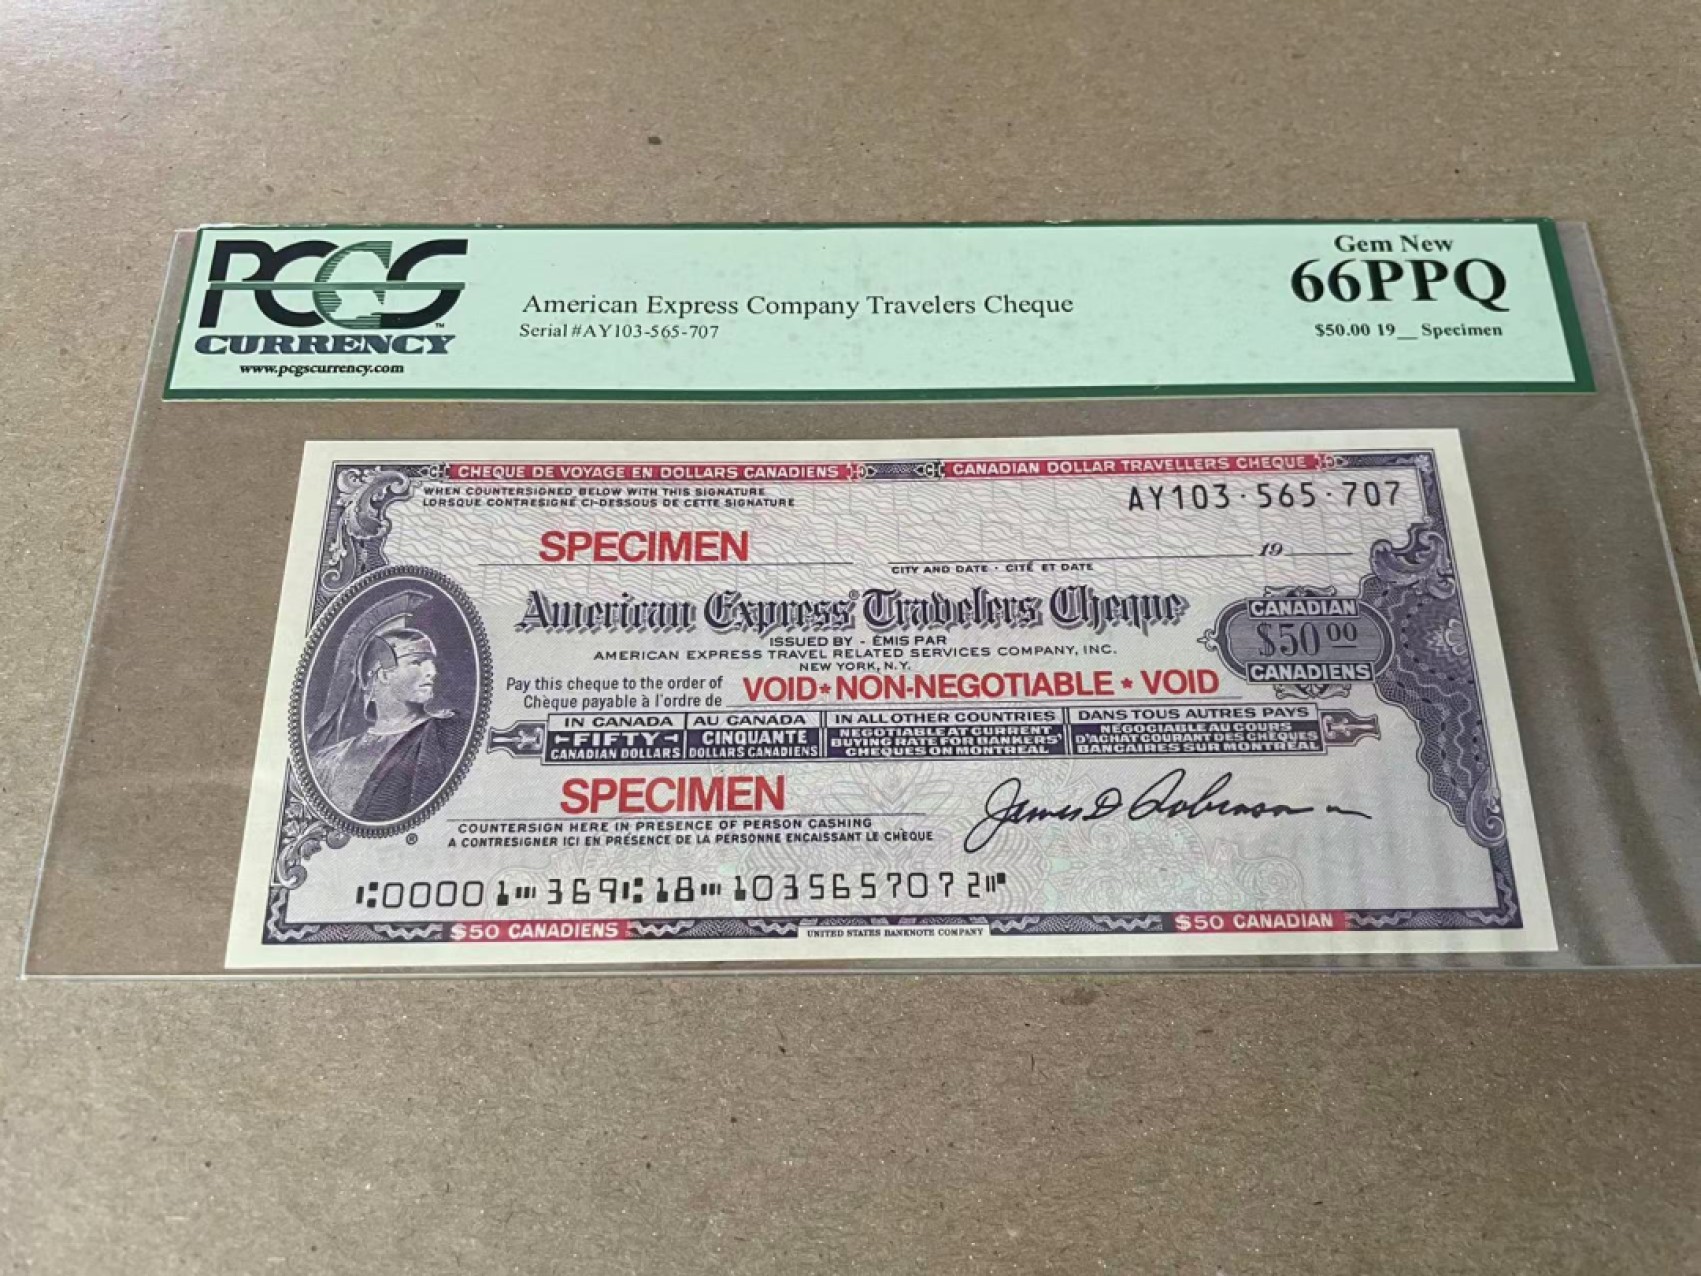 PCGS
CURRENCY
www.pcgscurrency.com
American Express Company Travelers Cheque
Serial #AY103-565-707
Gem New
66PPQ
$50.00 19__ Specimen
CHEQUE DE VOYAGE EN DOLLARS CANADIENS
CANADIAN DOLLAR TRAVELLERS CHEQUE
WHEN COUNTERSIGNED BELOW WITH THIS SIGNATURE
LORSQUE CONTRESIGNÉ CI-DESSOUS DE CETTE SIGNATURE
AY103·565·707
SPECIMEN
19
CITY AND DATE · CITÉ ET DATE
American Express® Travelers Cheque
CANADIAN
$50.00
CANADIENS
ISSUED BY - ÉMIS PAR
AMERICAN EXPRESS TRAVEL RELATED SERVICES COMPANY, INC.
NEW YORK, N.Y.
Pay this cheque to the order of
Chèque payable à l'ordre de
VOID★NON-NEGOTIABLE★VOID
IN CANADA
FIFTY
CANADIAN DOLLARS
AU CANADA
CINQUANTE
DOLLARS CANADIENS
IN ALL OTHER COUNTRIES
NEGOTIABLE AT CURRENT
BUYING RATE FOR BANKERS'
CHEQUES ON MONTREAL
DANS TOUS AUTRES PAYS
NÉGOCIABLE AU COURS
D'ACHAT COURANT DES CHÈQUES
BANCAIRES SUR MONTRÉAL
SPECIMEN
James D Robinson III
COUNTERSIGN HERE IN PRESENCE OF PERSON CASHING
A CONTRESIGNER ICI EN PRÉSENCE DE LA PERSONNE ENCAISSANT LE CHÈQUE
®
⑆00001⑉369⑆18⑉1035657072⑈
$50 CANADIENS
UNITED STATES BANKNOTE COMPANY
$50 CANADIAN